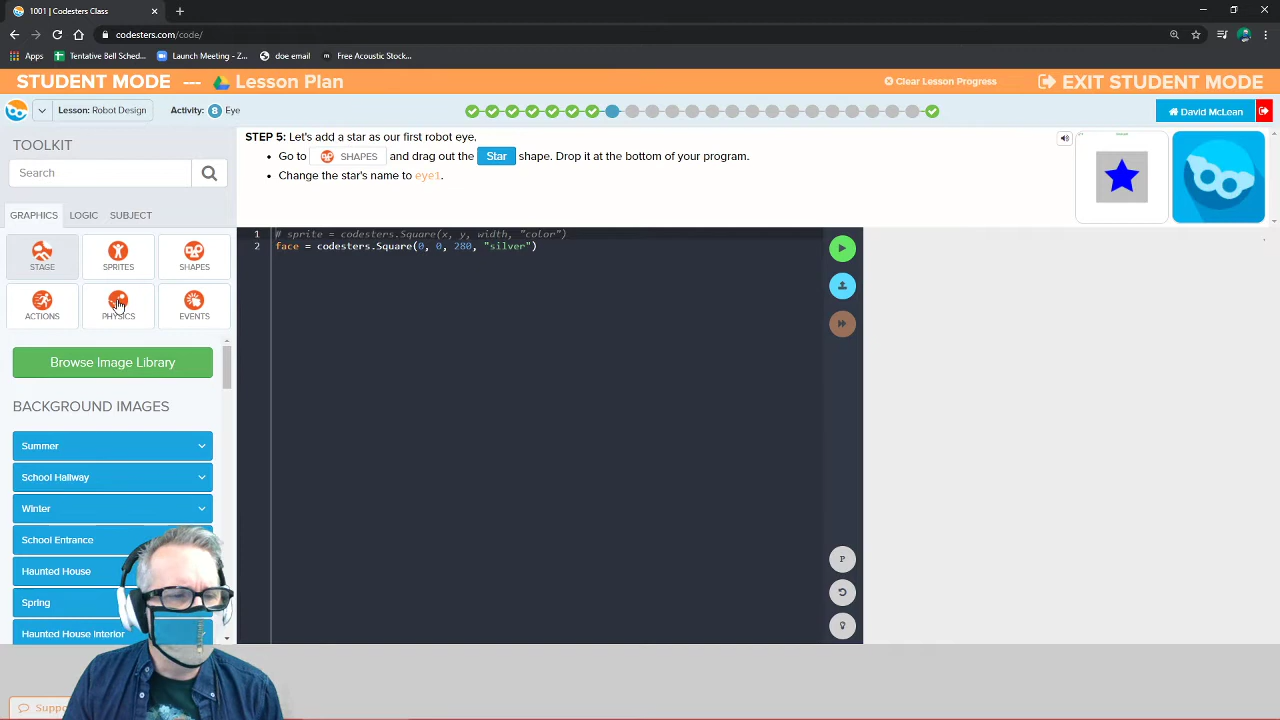 1001 | Codesters Class
codesters.com/code/
Apps
Tentative Bell Sched...
Launch Meeting - Z...
doe email
Free Acoustic Stock...
STUDENT MODE --- Lesson Plan
Clear Lesson Progress
EXIT STUDENT MODE
Lesson: Robot Design
Activity: 8 Eye
David McLean
TOOLKIT
Search
GRAPHICS
LOGIC
SUBJECT
STAGE
SPRITES
SHAPES
ACTIONS
PHYSICS
EVENTS
Browse Image Library
BACKGROUND IMAGES
Summer
School Hallway
Winter
School Entrance
Haunted House
Spring
Haunted House Interior
Suppo
STEP 5: Let's add a star as our first robot eye.
Go to SHAPES and drag out the Star shape. Drop it at the bottom of your program.
Change the star's name to eye1.
1 # sprite = codesters.Square(x, y, width, "color")
2 face = codesters.Square(0, 0, 280, "silver")
P